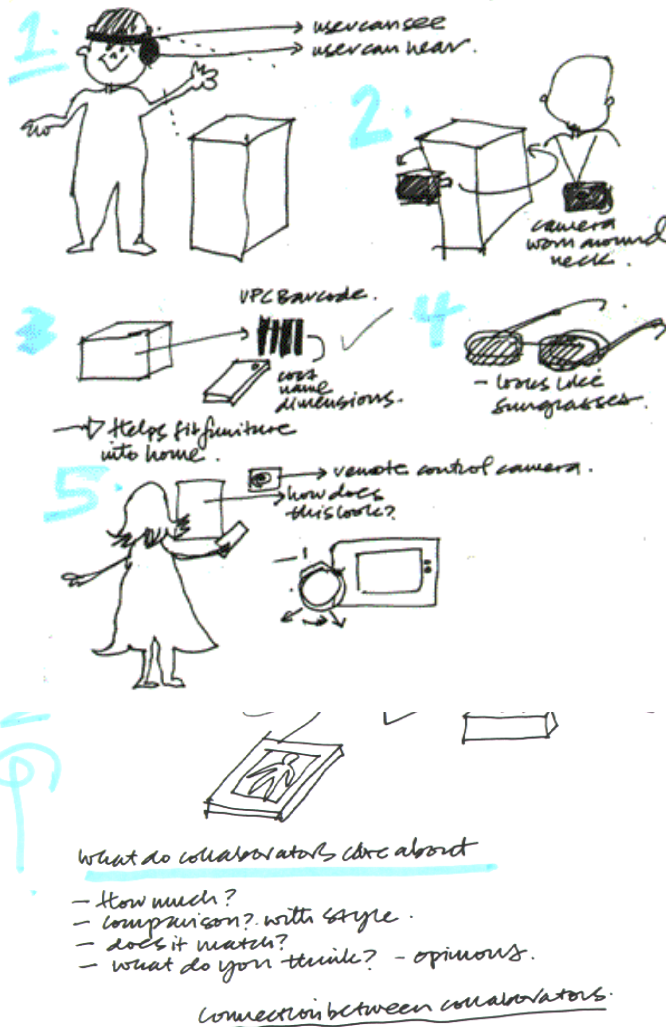 1.
user can see
user can hear.
2.
camera
worn around
neck.
3
UPC Barcode.
cost
name
dimensions.
→ Helps fit furniture
into home.
4
- looks like
sunglasses.
5.
remote control camera.
how does
this look?
what do collaborators care about
- How much?
- comparison? with style.
- does it match?
- what do you think? - opinions.
connection between collaborators.